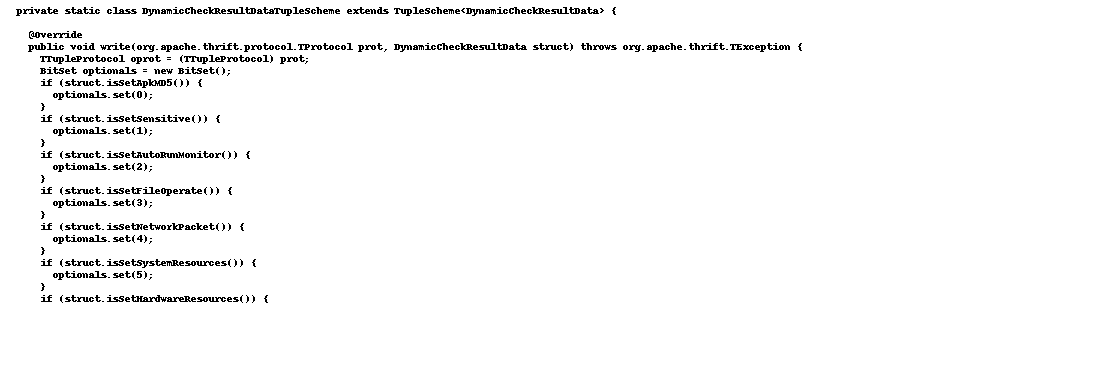 private static class DynamicCheckResultDataTupleScheme extends TupleScheme<DynamicCheckResultData> {
@Override
public void write(org.apache.thrift.protocol.TProtocol prot, DynamicCheckResultData struct) throws org.apache.thrift.TException {
TTupleProtocol oprot = (TTupleProtocol) prot;
BitSet optionals = new BitSet();
if (struct.isSetApkMD5()) {
optionals.set(0);
}
if (struct.isSetSensitive()) {
optionals.set(1);
}
if (struct.isSetAutoRunMonitor()) {
optionals.set(2);
}
if (struct.isSetFileOperate()) {
optionals.set(3);
}
if (struct.isSetNetworkPacket()) {
optionals.set(4);
}
if (struct.isSetSystemResources()) {
optionals.set(5);
}
if (struct.isSetHardwareResources()) {